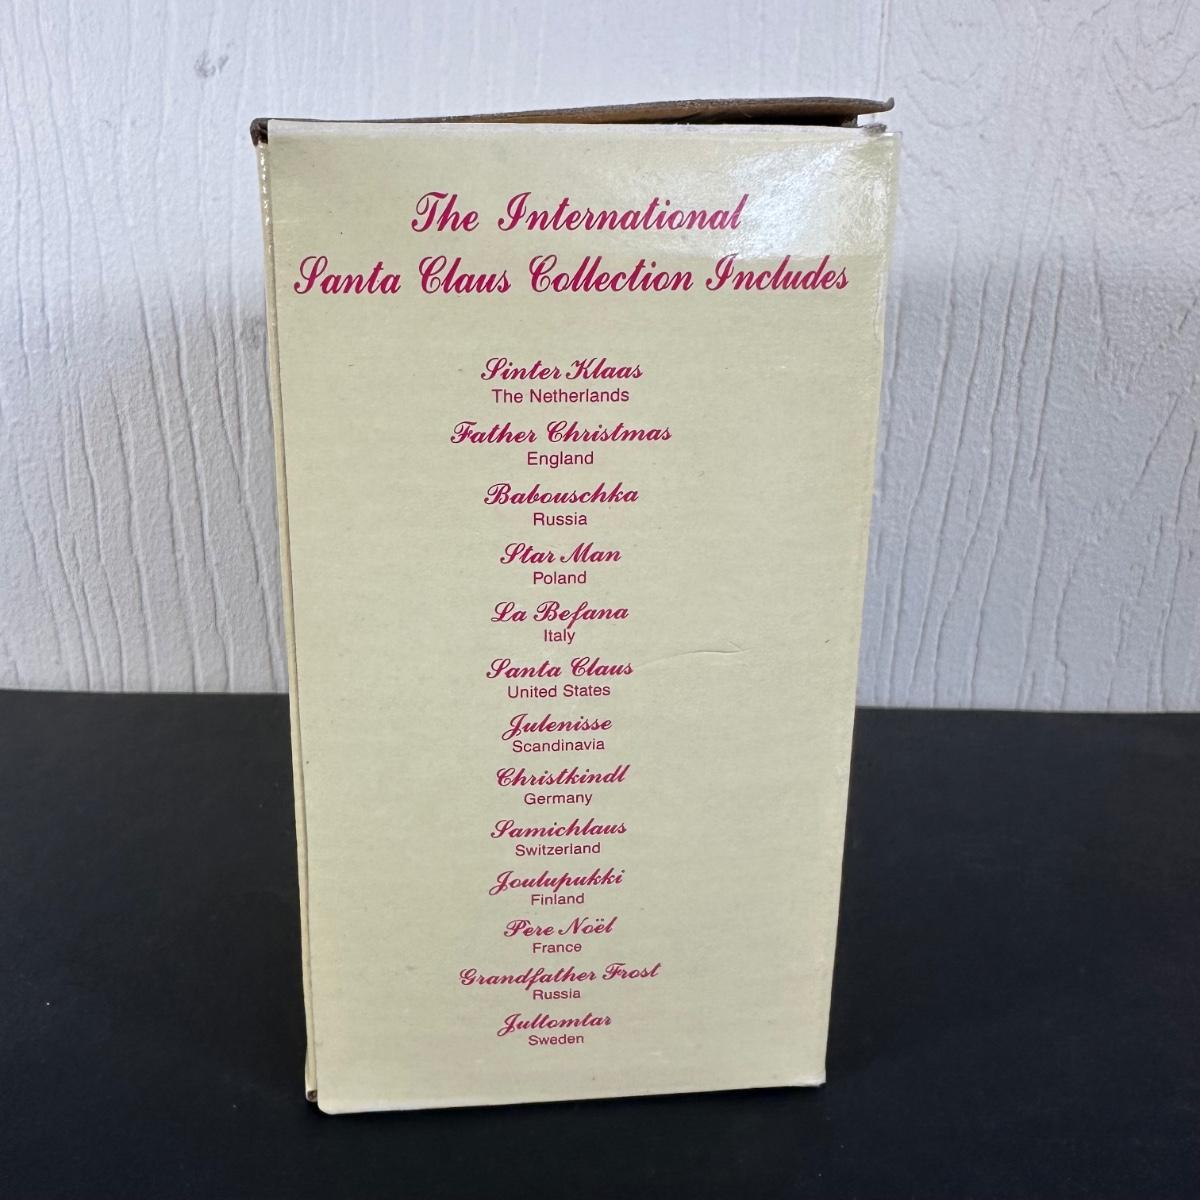 The International
Santa Claus Collection Includes
Sinter Klaas
The Netherlands
Father Christmas
England
Babouschka
Russia
Star Man
Poland
La Befana
Italy
Santa Claus
United States
Julenisse
Scandinavia
Christkindl
Germany
Samichlaus
Switzerland
Joulupukki
Finland
Père Noël
France
Grandfather Frost
Russia
Jultomtar
Sweden